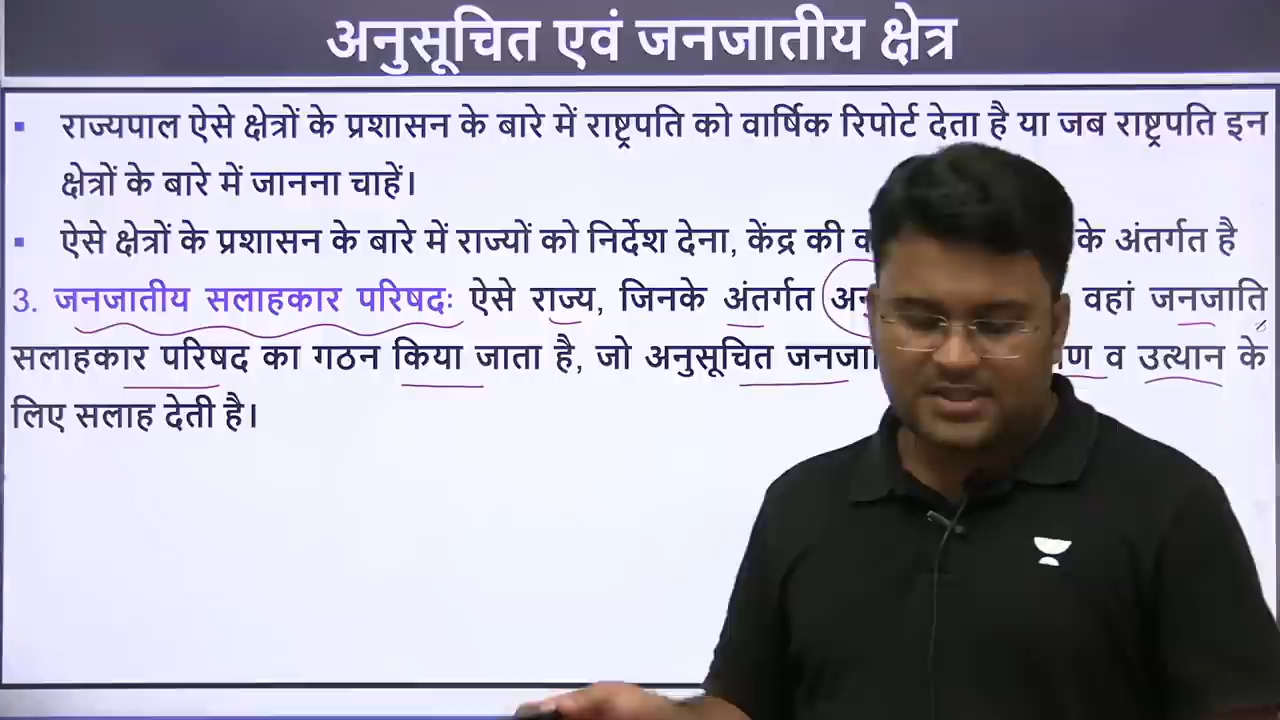 अनुसूचित एवं जनजातीय क्षेत्र
▪ राज्यपाल ऐसे क्षेत्रों के प्रशासन के बारे में राष्ट्रपति को वार्षिक रिपोर्ट देता है या जब राष्ट्रपति इन
क्षेत्रों के बारे में जानना चाहें।
▪ ऐसे क्षेत्रों के प्रशासन के बारे में राज्यों को निर्देश देना, केंद्र की के अंतर्गत है
3. जनजातीय सलाहकार परिषदः ऐसे राज्य, जिनके अंतर्गत वहां जनजाति
सलाहकार परिषद का गठन किया जाता है, जो अनुसूचित व उत्थान के
लिए सलाह देती है।